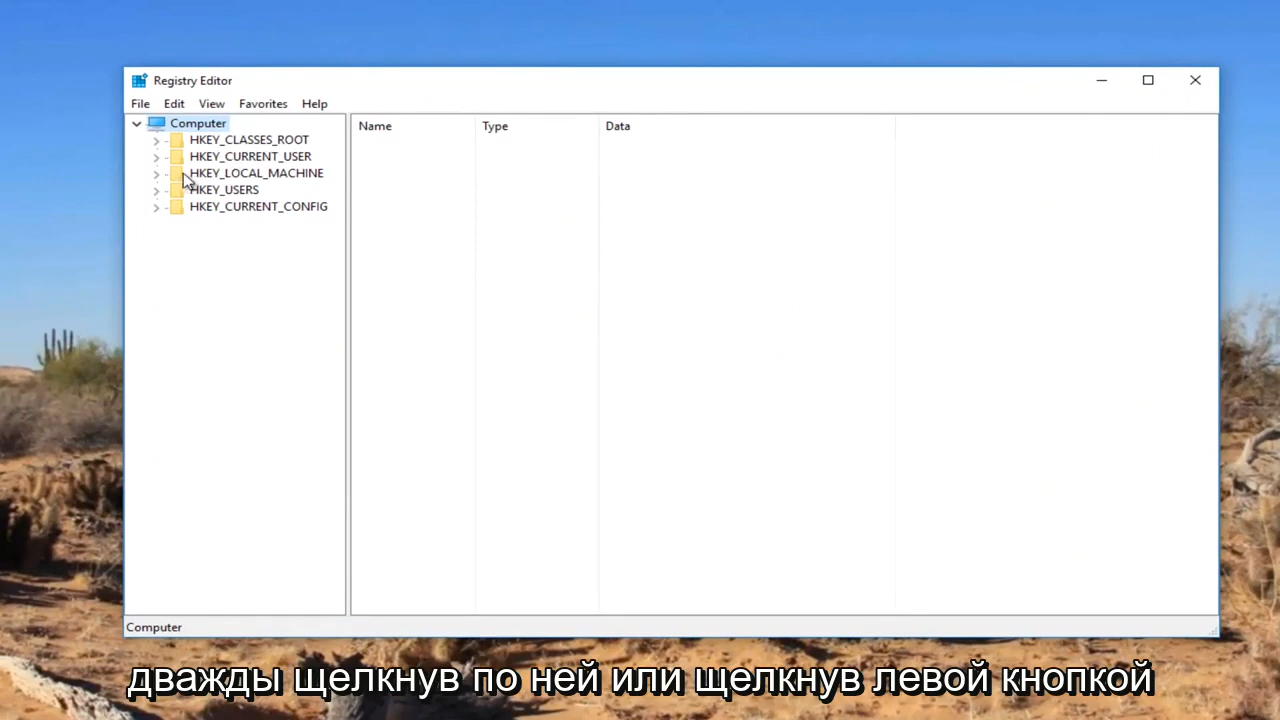 Registry Editor
File Edit View Favorites Help
Computer
HKEY_CLASSES_ROOT
HKEY_CURRENT_USER
HKEY_LOCAL_MACHINE
HKEY_USERS
HKEY_CURRENT_CONFIG
Name Type Data
Computer
дважды щелкнув по ней или щелкнув левой кнопкой